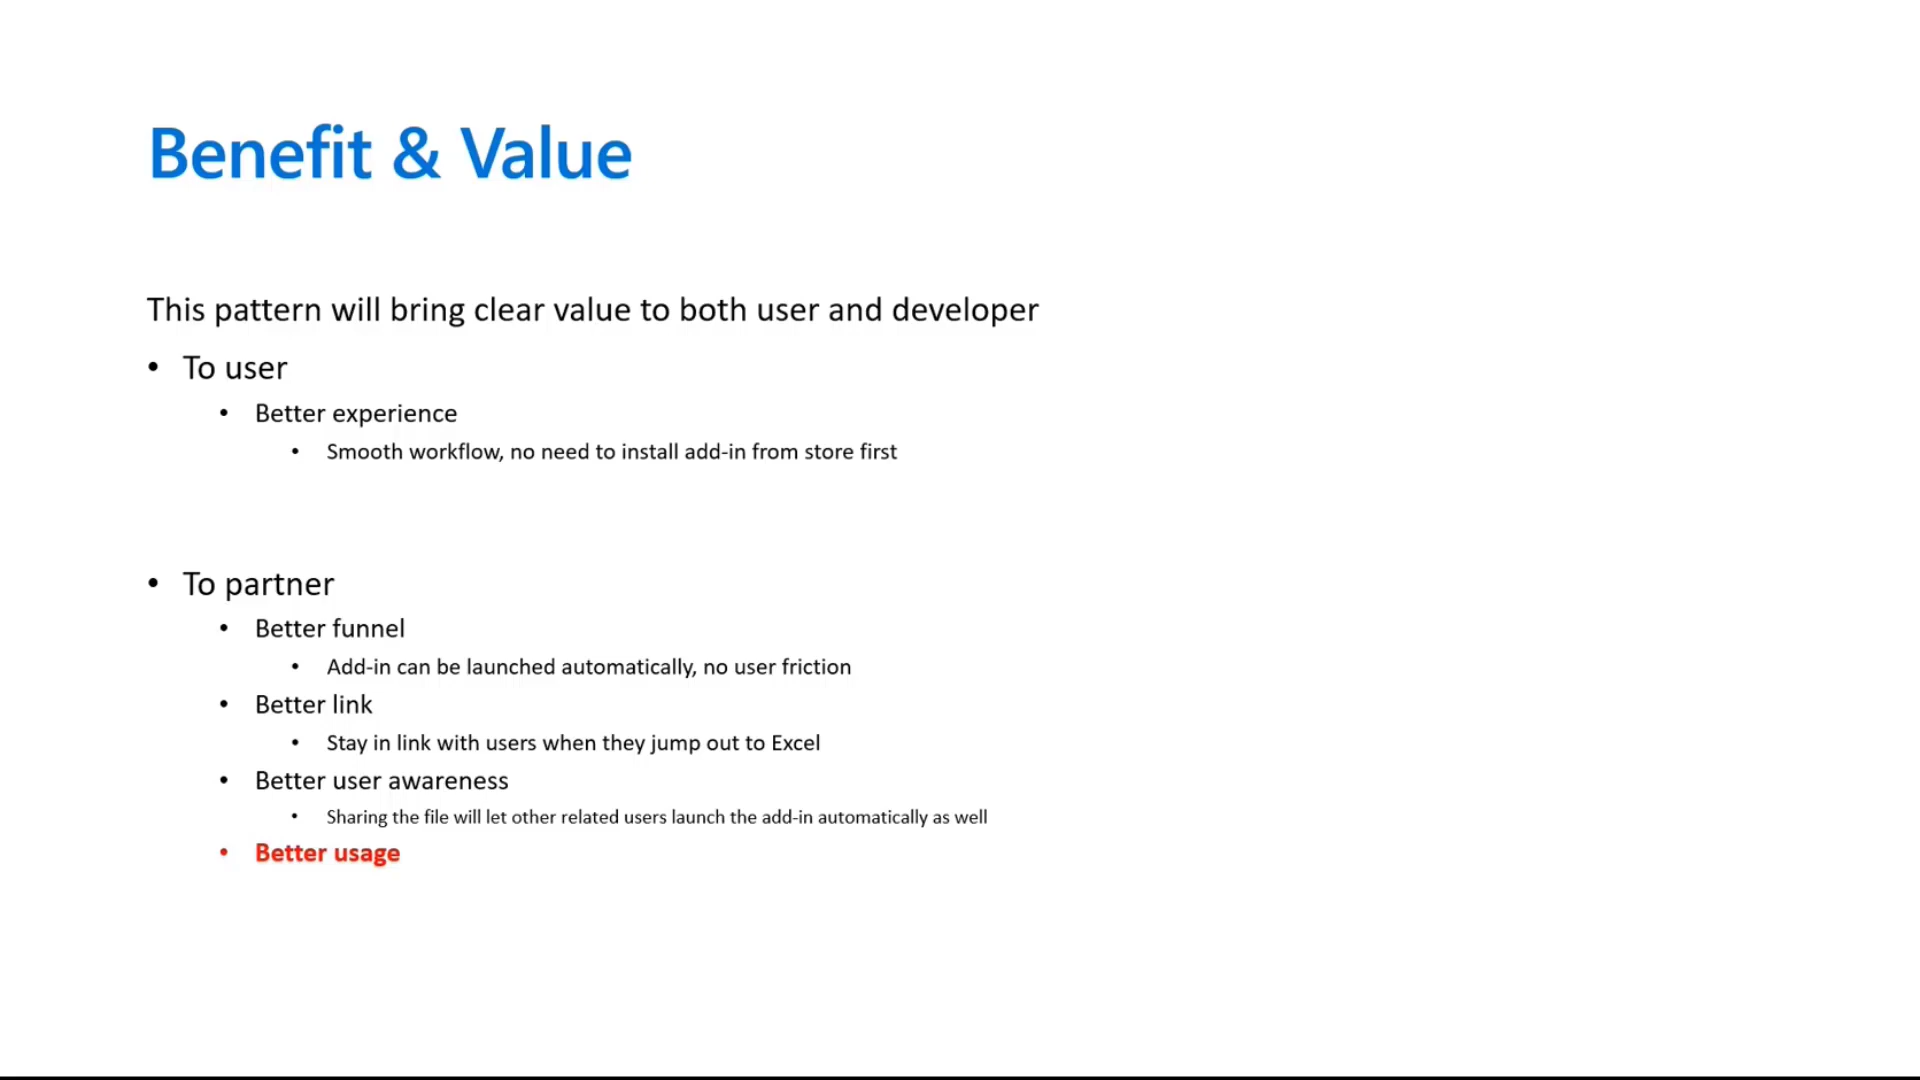 Benefit & Value
This pattern will bring clear value to both user and developer
• To user
• Better experience
• Smooth workflow, no need to install add-in from store first
• To partner
• Better funnel
• Add-in can be launched automatically, no user friction
• Better link
• Stay in link with users when they jump out to Excel
• Better user awareness
• Sharing the file will let other related users launch the add-in automatically as well
• Better usage